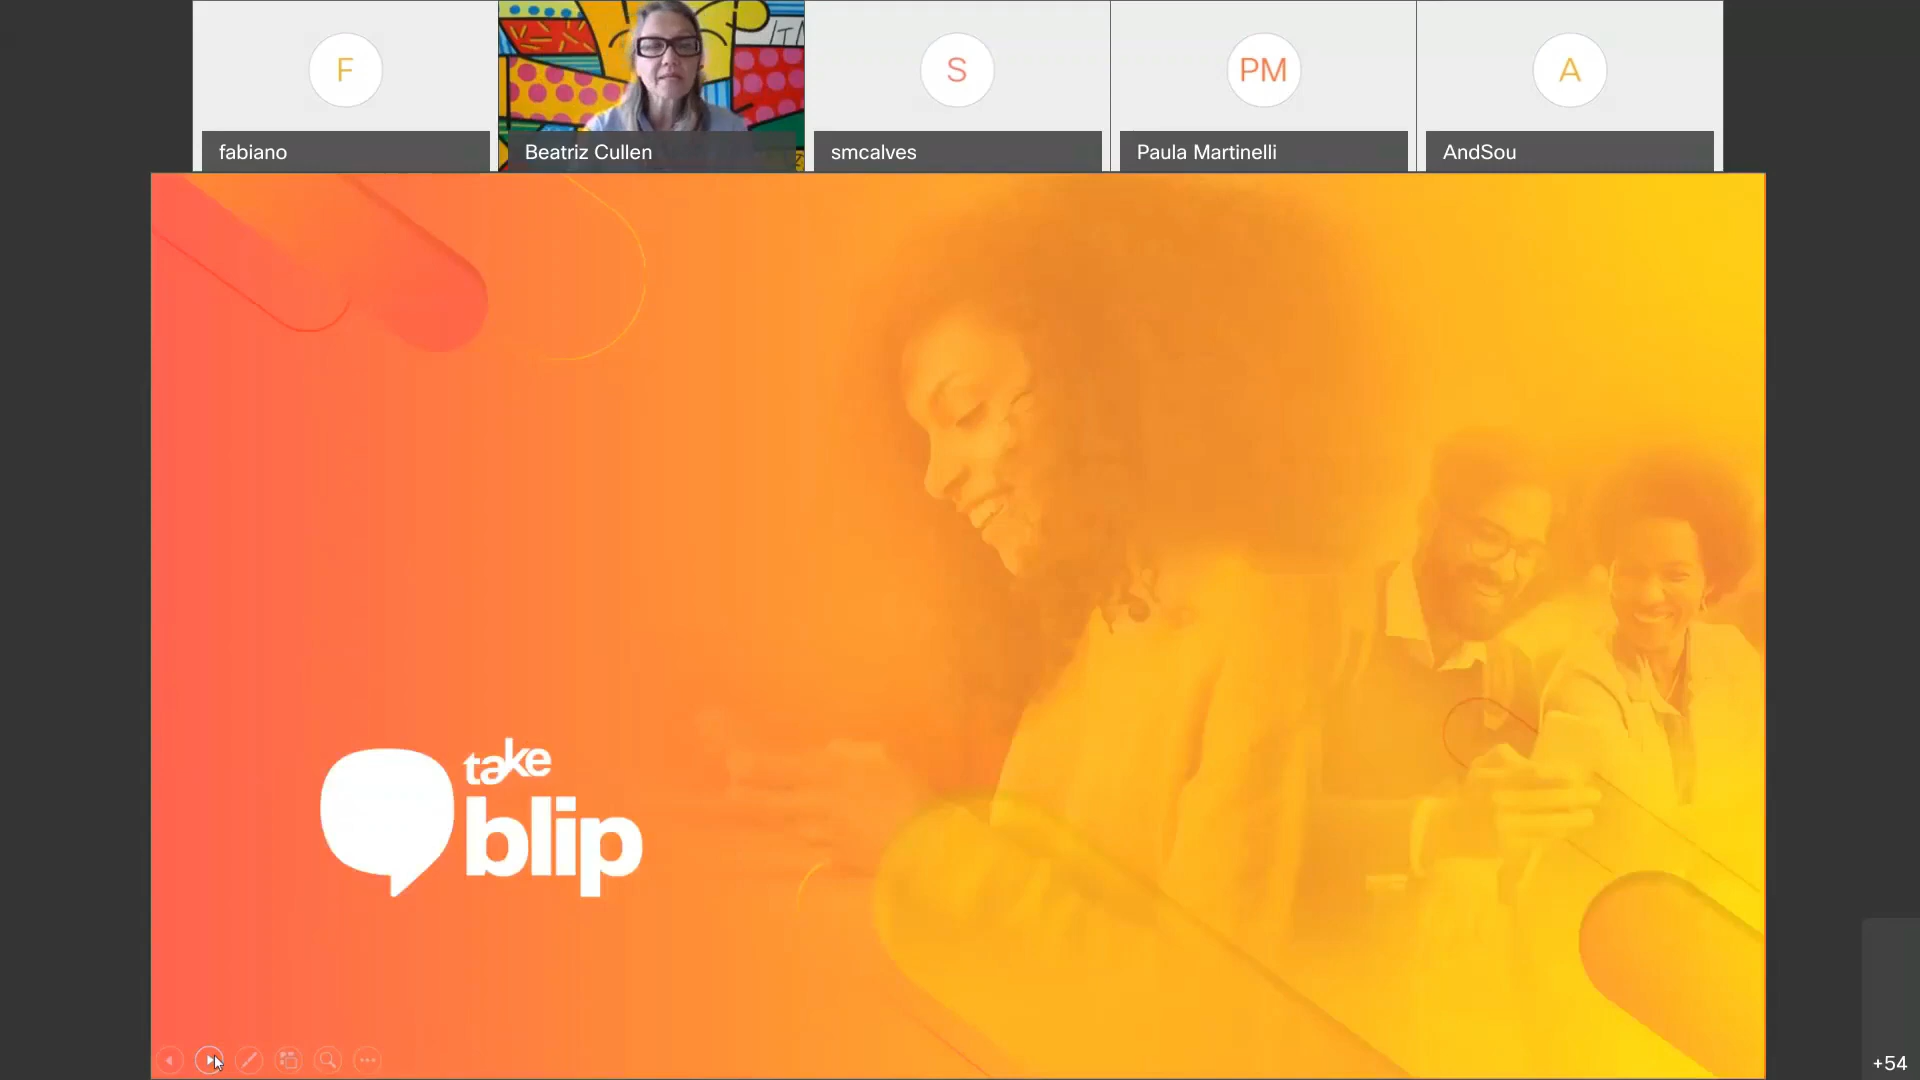 F
S
PM
A
fabiano
Beatriz Cullen
smcalves
Paula Martinelli
AndSou
take
blip
+54